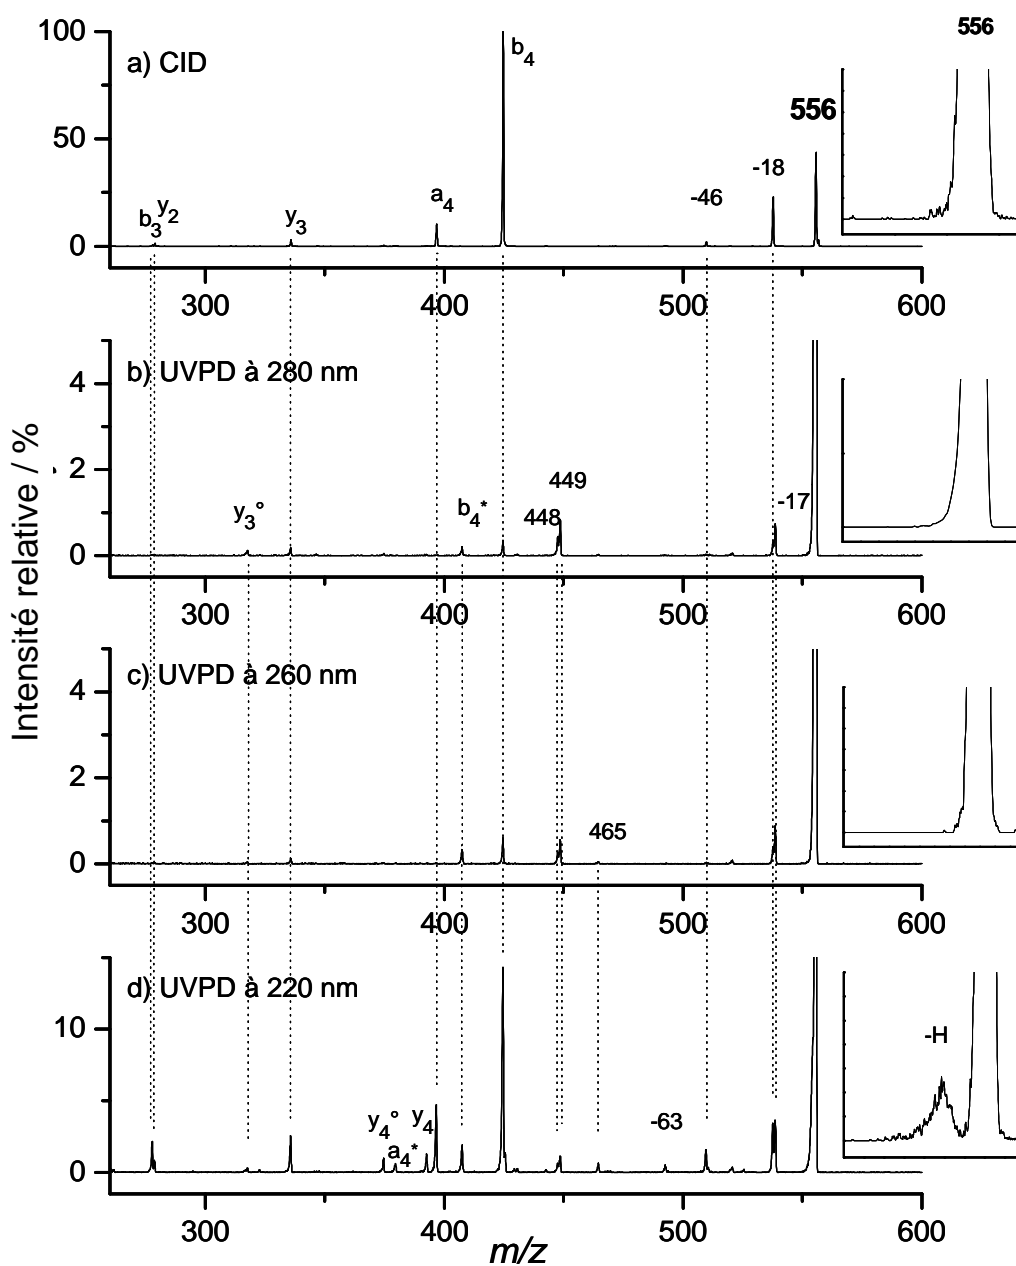 556
100
a) CID
b4
556
50
-18
-46
a4
b3 y2
y3
0
300 400 500 600
b) UVPD à 280 nm
4
2
449
y3°
b4*
448
-17
0
300 400 500 600
c) UVPD à 260 nm
4
2
465
0
300 400 500 600
d) UVPD à 220 nm
10
-H
y4°
y4
-63
a4*
0
300 400 500 600
m/z
Intensité relative / %